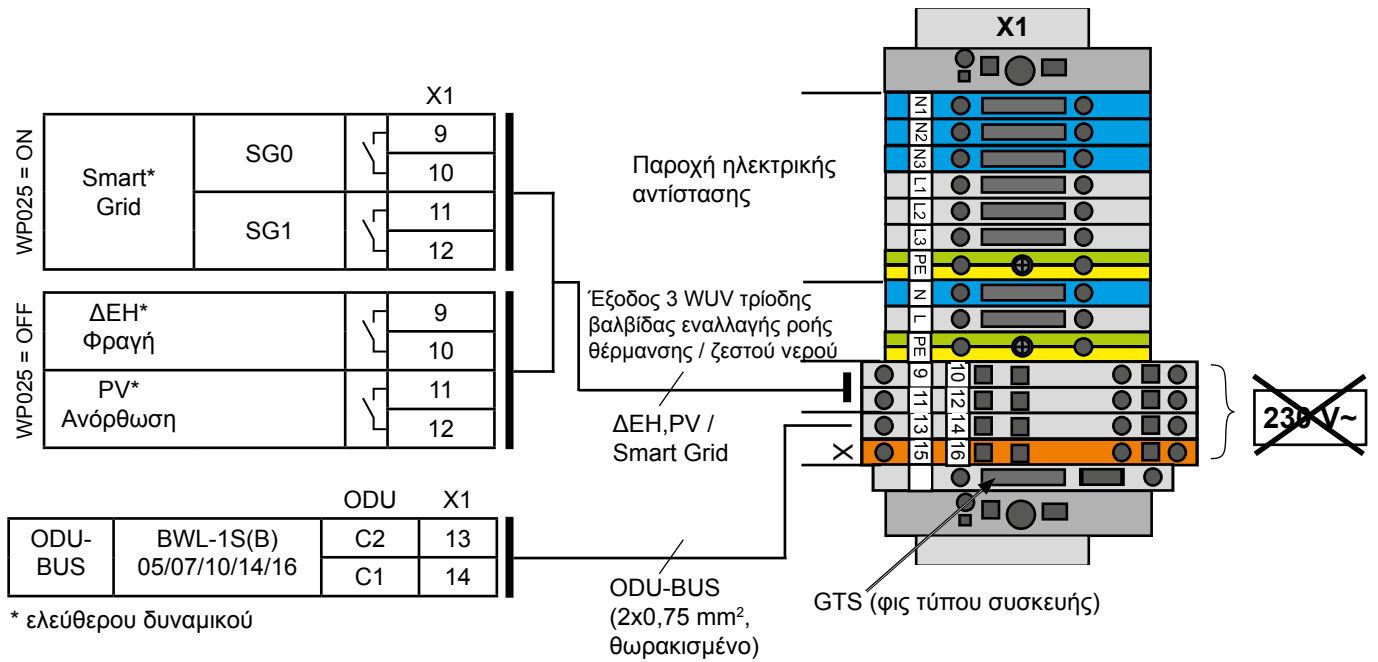 X1
WP025 = ON
Smart*
Grid
SG0
SG1
9
10
11
12
WP025 = OFF
ΔΕΗ*
Φραγή
PV*
Ανόρθωση
9
10
11
12
ODU X1
ODU-
BUS
BWL-1S(B)
05/07/10/14/16
C2 13
C1 14
* ελεύθερου δυναμικού
Παροχή ηλεκτρικής
αντίστασης
Έξοδος 3 WUV τρίοδης
βαλβίδας εναλλαγής ροής
θέρμανσης / ζεστού νερού
ΔΕΗ,PV /
Smart Grid
ODU-BUS
(2x0,75 mm²,
θωρακισμένο)
X1
N1
N2
N3
L1
L2
L3
PE
N
L
PE
9 10
11 12
13 14
X 15 16
230 V~
GTS (φις τύπου συσκευής)